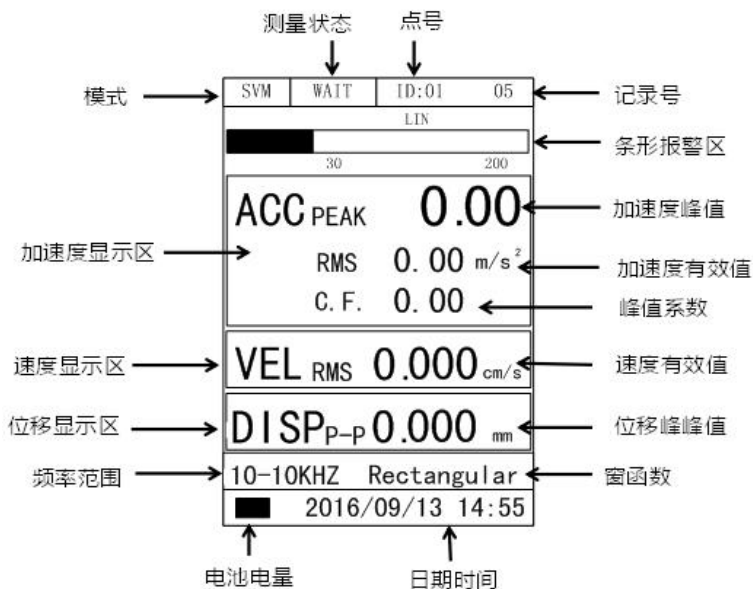 测量状态 点号
模式 SVM WAIT ID:01 05 记录号
LIN
条形报警区
30 200
ACC PEAK 0.00 加速度峰值
加速度显示区 RMS 0.00 m/s² 加速度有效值
C.F. 0.00 峰值系数
速度显示区 VEL RMS 0.000 cm/s 速度有效值
位移显示区 DISP P-P 0.000 mm 位移峰峰值
频率范围 10-10KHZ Rectangular 窗函数
2016/09/13 14:55
电池电量 日期时间